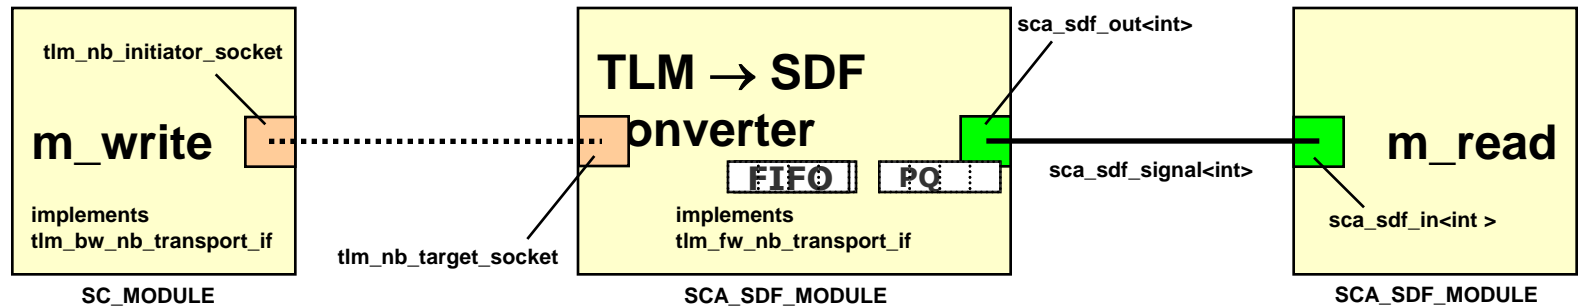 tlm_nb_initiator_socket
m_write
implements
tlm_bw_nb_transport_if
SC_MODULE
tlm_nb_target_socket
TLM → SDF
onverter
FIFO
PQ
implements
tlm_fw_nb_transport_if
SCA_SDF_MODULE
sca_sdf_out<int>
sca_sdf_signal<int>
m_read
sca_sdf_in<int >
SCA_SDF_MODULE